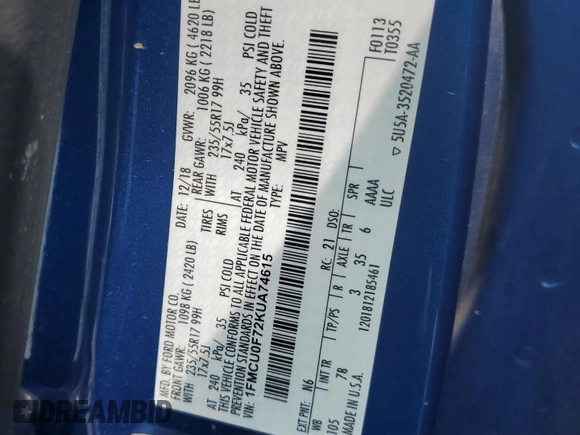 MFD. BY FORD MOTOR CO.
DATE: 12/18 GVWR: 2096 KG ( 4620 LB)
FRONT GAWR: 1098 KG ( 2420 LB)
REAR GAWR: 1006 KG ( 2218 LB)
WITH 235/55R17 99H TIRES WITH 235/55R17 99H
17x7.5J RIMS 17x7.5J
AT 240 kPa/ 35 PSI COLD AT 240 kPa/ 35 PSI COLD
THIS VEHICLE CONFORMS TO ALL APPLICABLE FEDERAL MOTOR VEHICLE SAFETY AND THEFT
PREVENTION STANDARDS IN EFFECT ON THE DATE OF MANUFACTURE SHOWN ABOVE.
VIN: 1FMCU0F72KUA74615 TYPE: MPV
F0113
T0355
EXT PNT: N6 RC: 21 DSO:
WB INT TR TP/PS R AXLE TR SPR
105 7B 3 35 6 AAAA
ULC
MADE IN U.S.A. 1201812185461
▽ 5U5A-3520472-AA
DREAMBID